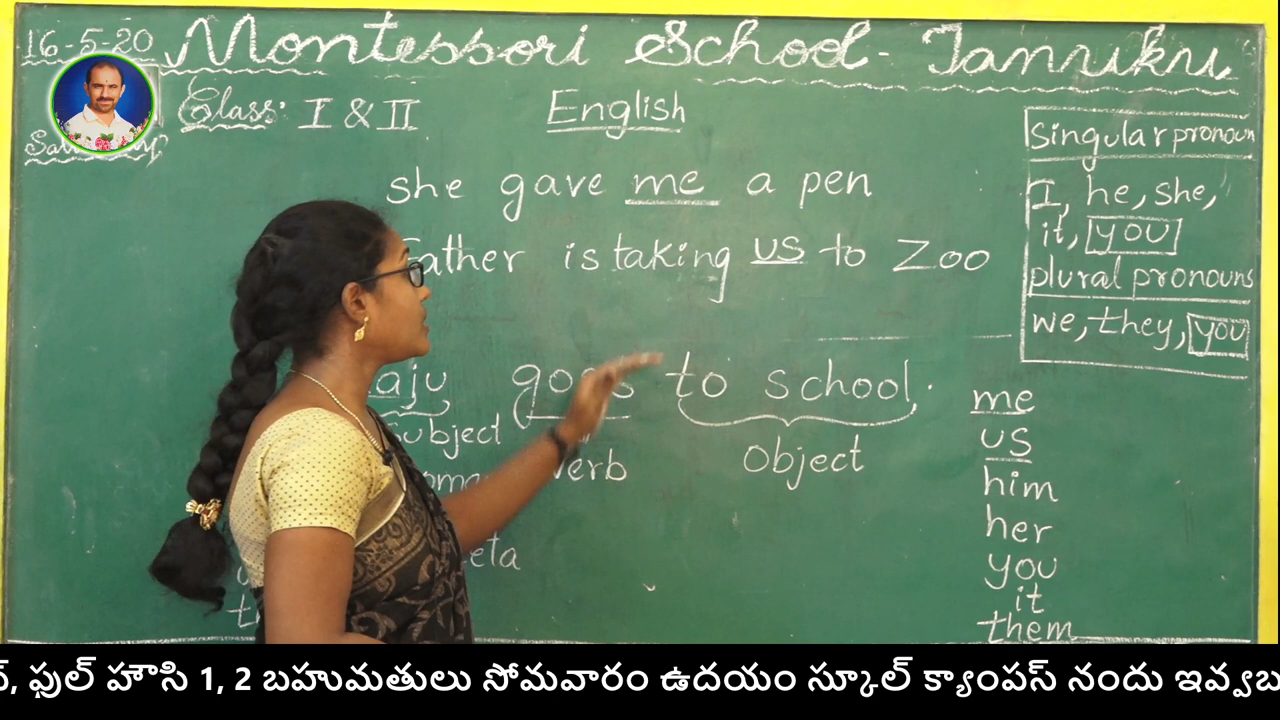 16-5-20 Montessori School - Tanuku
Class: I & II English
she gave me a pen
Father is taking us to Zoo
aju goes to school.
Subject Verb Object
Singular pronoun
I, he, she,
it, you
plural pronouns
we, they, you
me
us
him
her
you
it
them
ఫుల్ హౌసి 1, 2 బహుమతులు సోమవారం ఉదయం స్కూల్ క్యాంపస్ నందు ఇవ్వబ